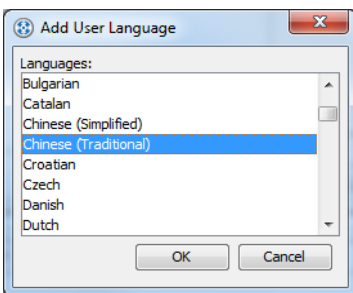 Add User Language
Languages:
Bulgarian
Catalan
Chinese (Simplified)
Chinese (Traditional)
Croatian
Czech
Danish
Dutch
OK Cancel